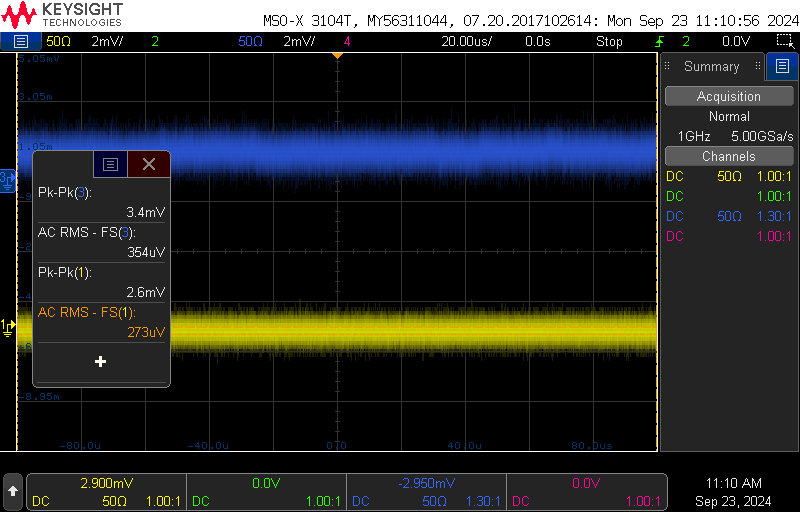 KEYSIGHT
TECHNOLOGIES
MSO-X 3104T, MY56311044, 07.20.2017102614: Mon Sep 23 11:10:56 2024
50Ω 2mV/ 2 50Ω 2mV/ 4 20.00us/ 0.0s Stop 2 0.0V
5.05mV
3.05m
1.05m
-8.95m
-80.0u -40.0u 0.0 40.0u 80.0us
3
1
Pk-Pk(3):
3.4mV
AC RMS - FS(3):
354uV
Pk-Pk(1):
2.6mV
AC RMS - FS(1):
273uV
+
Summary
Acquisition
Normal
1GHz 5.00GSa/s
Channels
DC 50Ω 1.00:1
DC 1.00:1
DC 50Ω 1.30:1
DC 1.00:1
2.900mV 0.0V -2.950mV 0.0V
DC 50Ω 1.00:1 DC 1.00:1 DC 50Ω 1.30:1 DC 1.00:1
11:10 AM
Sep 23, 2024